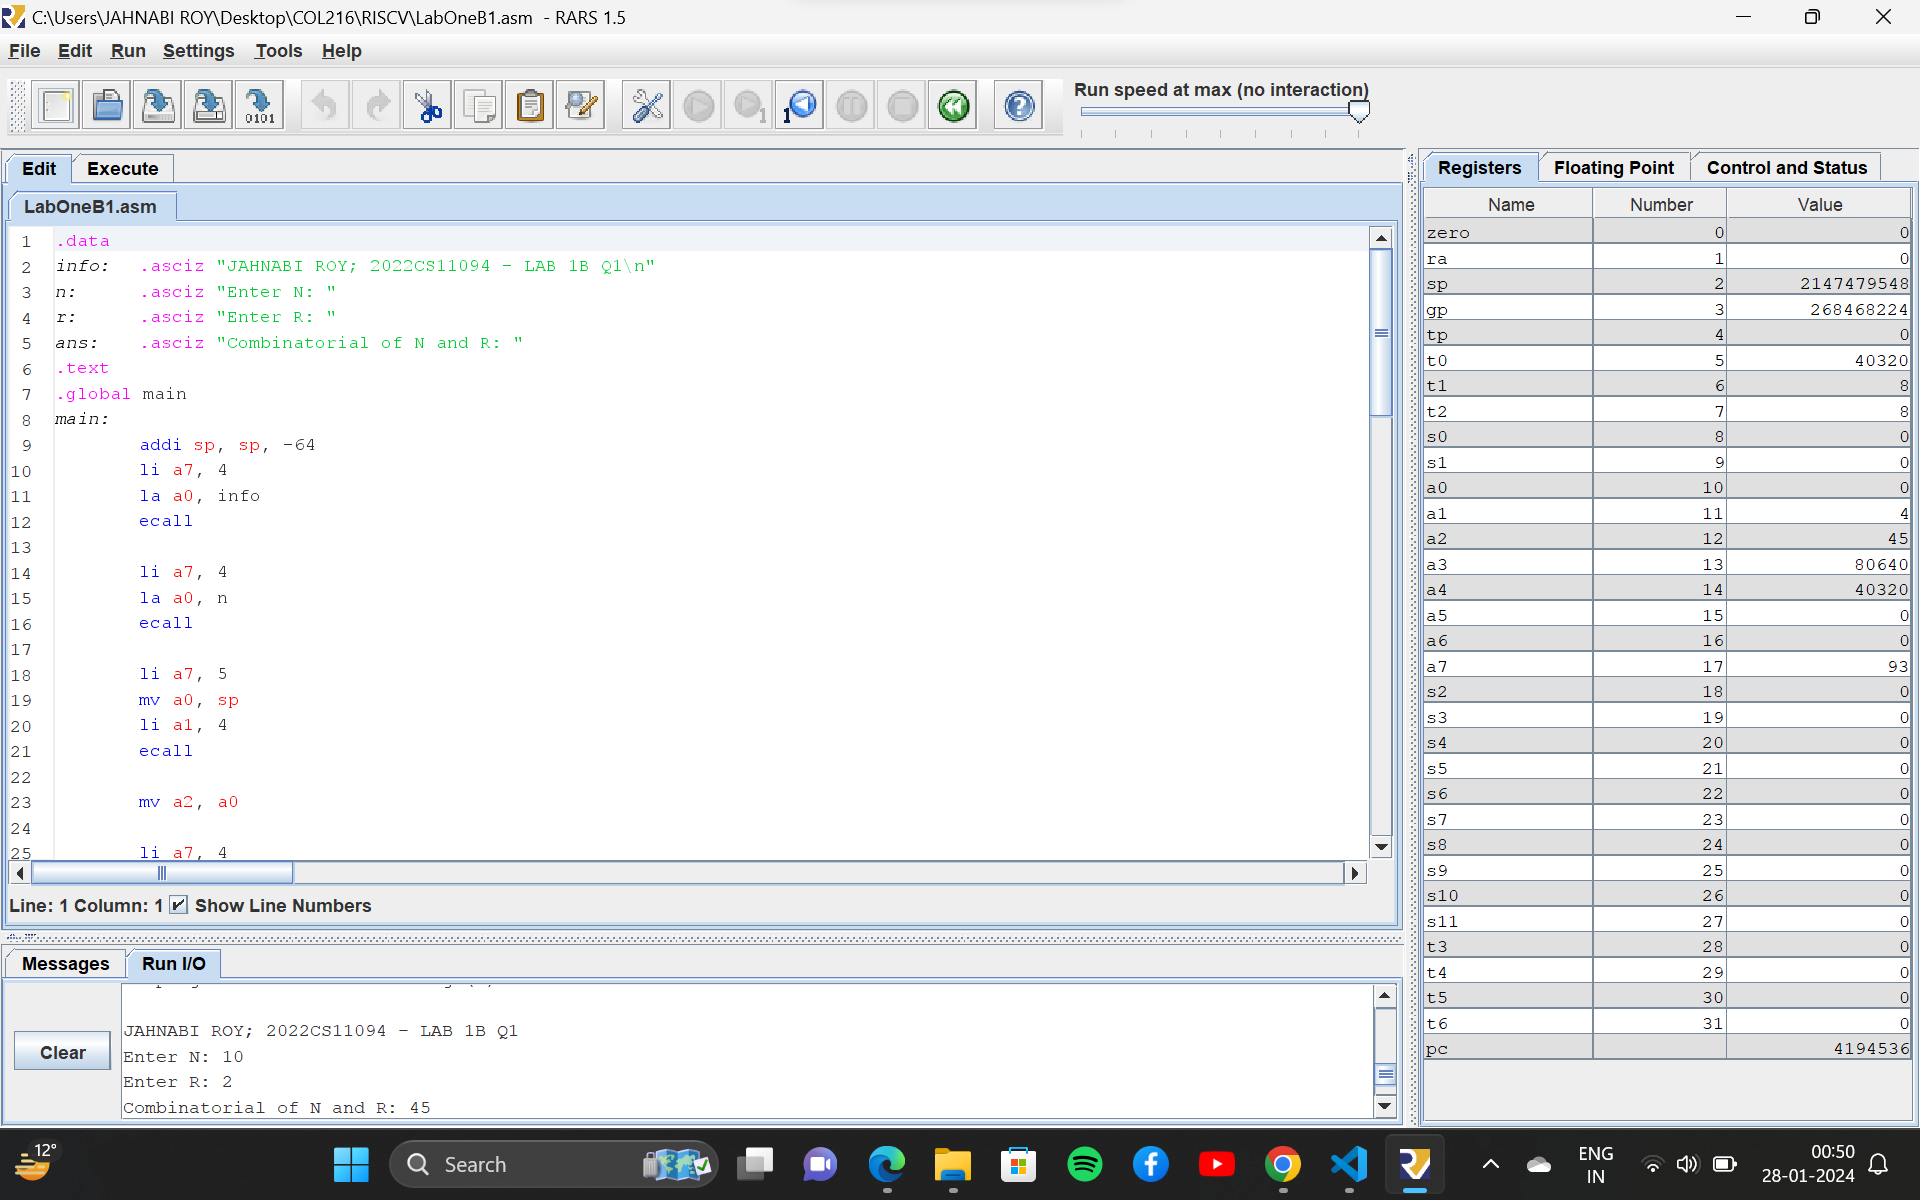 C:\Users\JAHNABI ROY\Desktop\COL216\RISCV\LabOneB1.asm - RARS 1.5
File Edit Run Settings Tools Help
0101
1
1
Run speed at max (no interaction)
Edit Execute
LabOneB1.asm
1 .data
2 info: .asciz "JAHNABI ROY; 2022CS11094 - LAB 1B Q1\n"
3 n: .asciz "Enter N: "
4 r: .asciz "Enter R: "
5 ans: .asciz "Combinatorial of N and R: "
6 .text
7 .global main
8 main:
9 addi sp, sp, -64
10 li a7, 4
11 la a0, info
12 ecall
13
14 li a7, 4
15 la a0, n
16 ecall
17
18 li a7, 5
19 mv a0, sp
20 li a1, 4
21 ecall
22
23 mv a2, a0
24
25 li a7, 4
Line: 1 Column: 1 Show Line Numbers
Messages Run I/O
Clear
JAHNABI ROY; 2022CS11094 - LAB 1B Q1
Enter N: 10
Enter R: 2
Combinatorial of N and R: 45
Registers Floating Point Control and Status
Name Number Value
zero 0 0
ra 1 0
sp 2 2147479548
gp 3 268468224
tp 4 0
t0 5 40320
t1 6 8
t2 7 8
s0 8 0
s1 9 0
a0 10 0
a1 11 4
a2 12 45
a3 13 80640
a4 14 40320
a5 15 0
a6 16 0
a7 17 93
s2 18 0
s3 19 0
s4 20 0
s5 21 0
s6 22 0
s7 23 0
s8 24 0
s9 25 0
s10 26 0
s11 27 0
t3 28 0
t4 29 0
t5 30 0
t6 31 0
pc 4194536
12°
Search
ENG
IN
00:50
28-01-2024